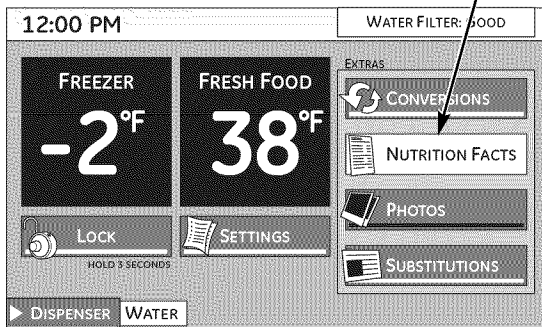 12:00 PM
WATER FILTER: GOOD
FREEZER
-2°F
FRESH FOOD
38°F
EXTRAS
CONVERSIONS
NUTRITION FACTS
PHOTOS
SUBSTITUTIONS
LOCK
HOLD 3 SECONDS
SETTINGS
DISPENSER
WATER